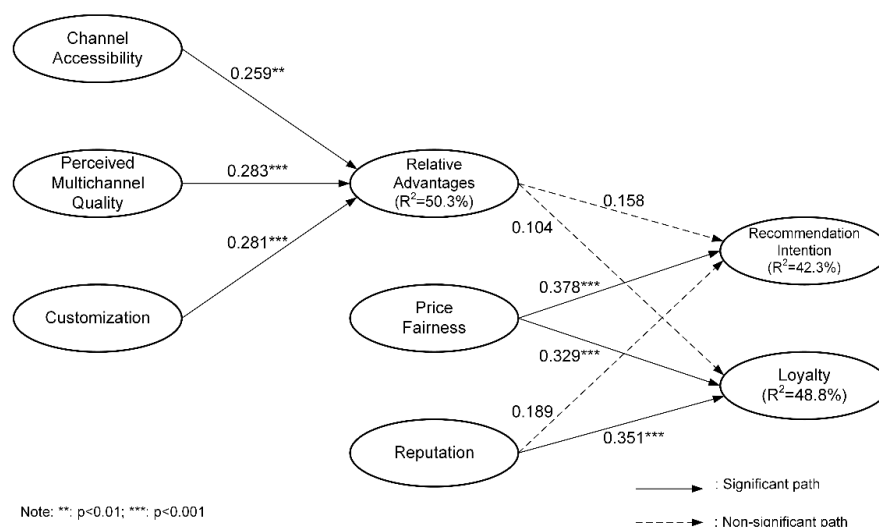 Channel
Accessibility
0.259**
Perceived
Multichannel
Quality
0.283***
Relative
Advantages
(R²=50.3%)
0.158
0.104
Recommendation
Intention
(R²=42.3%)
0.281***
0.378***
Customization
Price
Fairness
0.329***
Loyalty
(R²=48.8%)
0.189
0.351***
Reputation
: Significant path
Note: **: p<0.01; ***: p<0.001
: Non-significant path